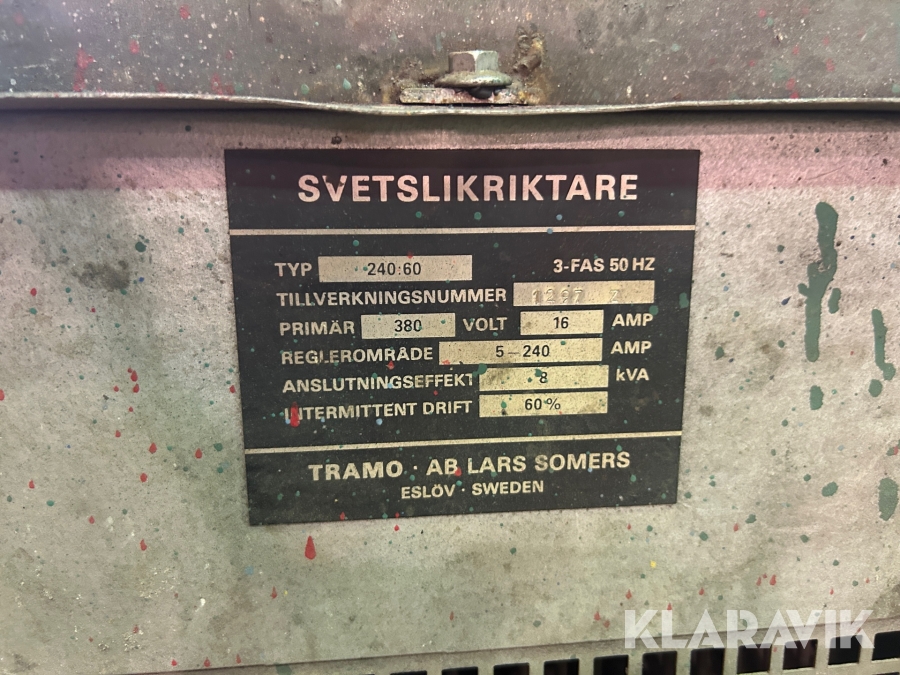 SVETSLIKRIKTARE
TYP 240:60 3-FAS 50 HZ
TILLVERKNINGSNUMMER
PRIMÄR 380 VOLT 16 AMP
REGLEROMRÅDE 5-240 AMP
ANSLUTNINGSEFFEKT 8 kVA
INTERMITTENT DRIFT 60%
TRAMO · AB LARS SOMERS
ESLÖV · SWEDEN
KLARAVIK